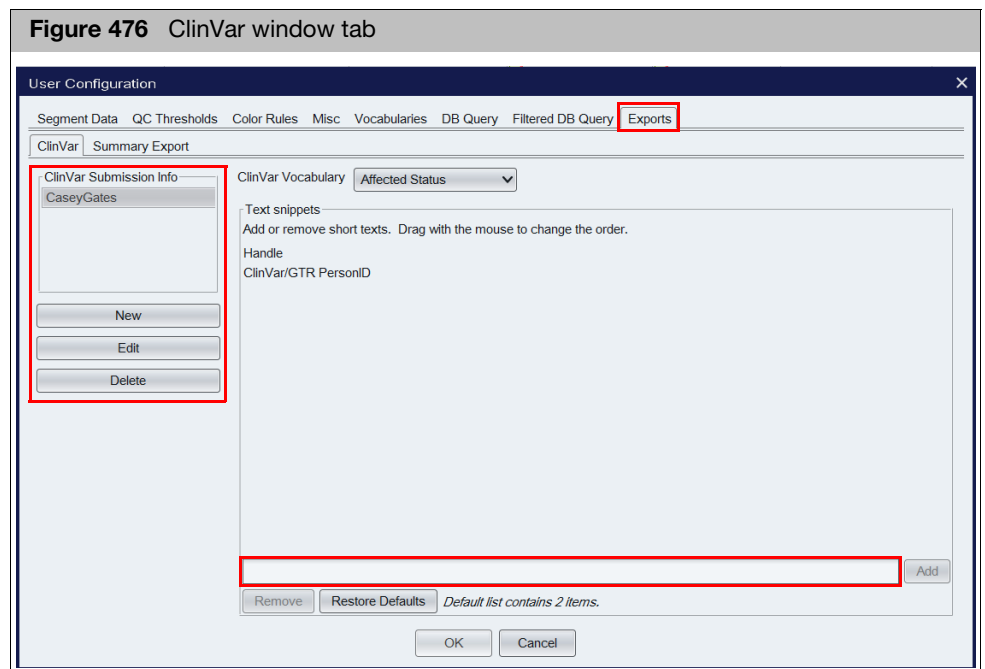 Figure 476 ClinVar window tab
User Configuration
Segment Data QC Thresholds Color Rules Misc Vocabularies DB Query Filtered DB Query Exports
ClinVar Summary Export
ClinVar Submission Info
CaseyGates
New
Edit
Delete
ClinVar Vocabulary Affected Status
Text snippets
Add or remove short texts. Drag with the mouse to change the order.
Handle
ClinVar/GTR PersonID
Add
Remove Restore Defaults Default list contains 2 items.
OK Cancel